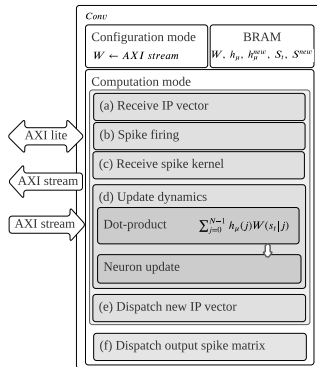 Conv
Configuration mode
W ← AXI stream
BRAM
W, h_μ, h_μ^{new}, S_t, S^{new}
Computation mode
(a) Receive IP vector
(b) Spike firing
(c) Receive spike kernel
(d) Update dynamics
Dot-product ∑_{j=0}^{N-1} h_μ(j)W(s_t|j)
Neuron update
(e) Dispatch new IP vector
(f) Dispatch output spike matrix
AXI lite
AXI stream
AXI stream